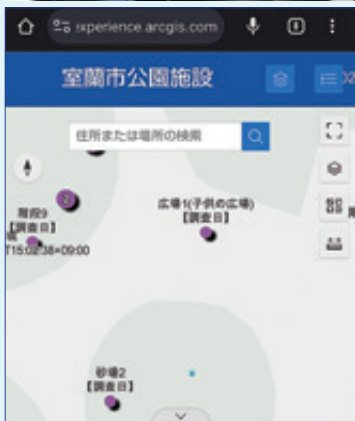 experience.arcgis.com
室蘭市公園施設
住所または場所の検索
2
階段9
【調査日】
T15:02:38+09:00
広場1(子供の広場)
【調査日】
砂場2
【調査日】